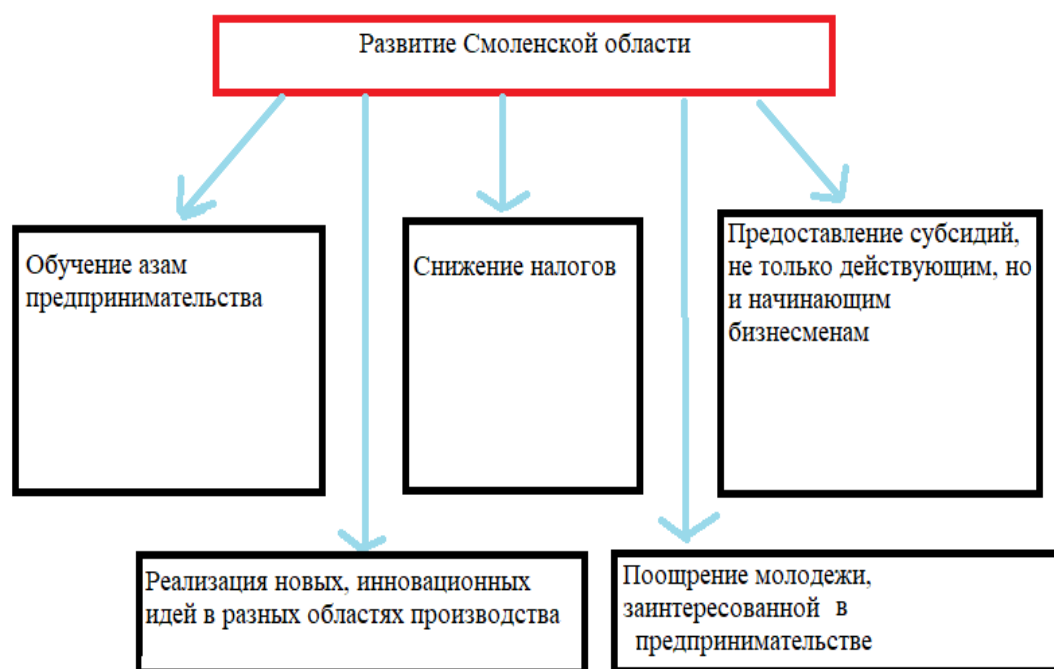 Развитие Смоленской области
Обучение азам
предпринимательства
Снижение налогов
Предоставление субсидий,
не только действующим, но
и начинающим
бизнесменам
Реализация новых, инновационных
идей в разных областях производства
Поощрение молодежи,
заинтересованной в
предпринимательстве